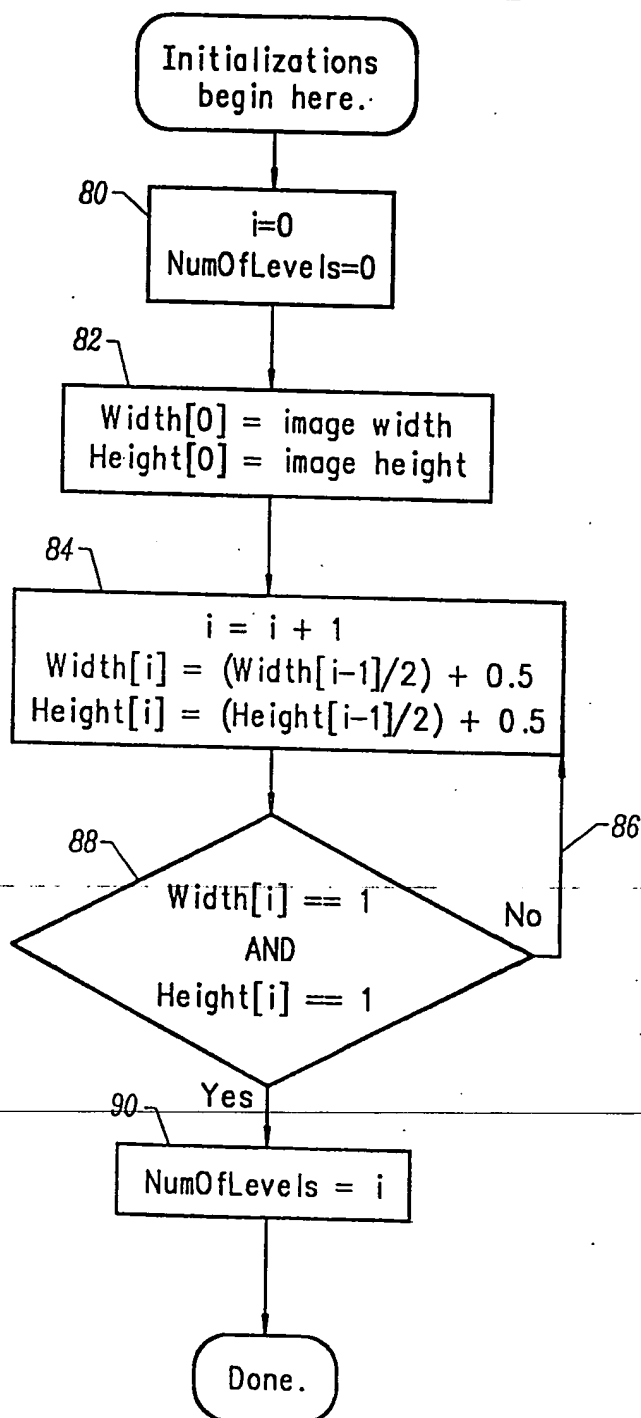 Initializations
begin here.
80
i=0
NumOfLevels=0
82
Width[0] = image width
Height[0] = image height
84
i = i + 1
Width[i] = (Width[i-1]/2) + 0.5
Height[i] = (Height[i-1]/2) + 0.5
86
88
Width[i] == 1
AND
Height[i] == 1
No
Yes
90
NumOfLevels = i
Done.